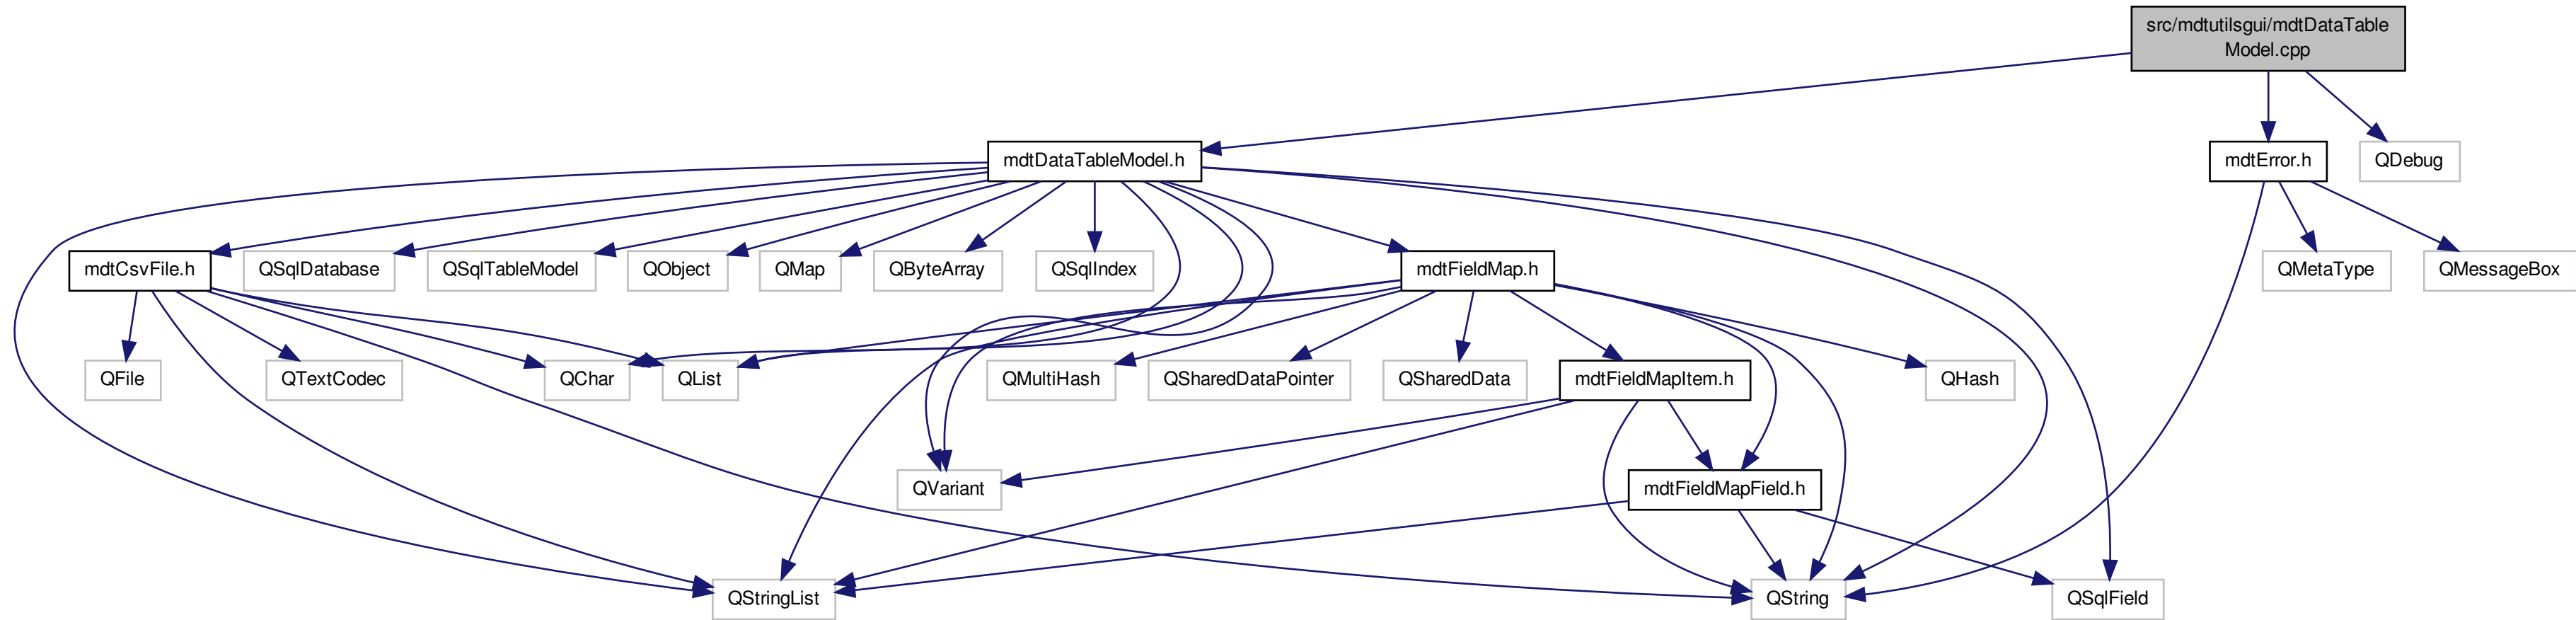 src/mdtutilsgui/mdtDataTable
Model.cpp
mdtDataTableModel.h
mdtError.h
QDebug
mdtCsvFile.h
QSqlDatabase
QSqlTableModel
QObject
QMap
QByteArray
QSqlIndex
mdtFieldMap.h
QMetaType
QMessageBox
QFile
QTextCodec
QChar
QList
QMultiHash
QSharedDataPointer
QSharedData
mdtFieldMapItem.h
QHash
QVariant
mdtFieldMapField.h
QStringList
QString
QSqlField